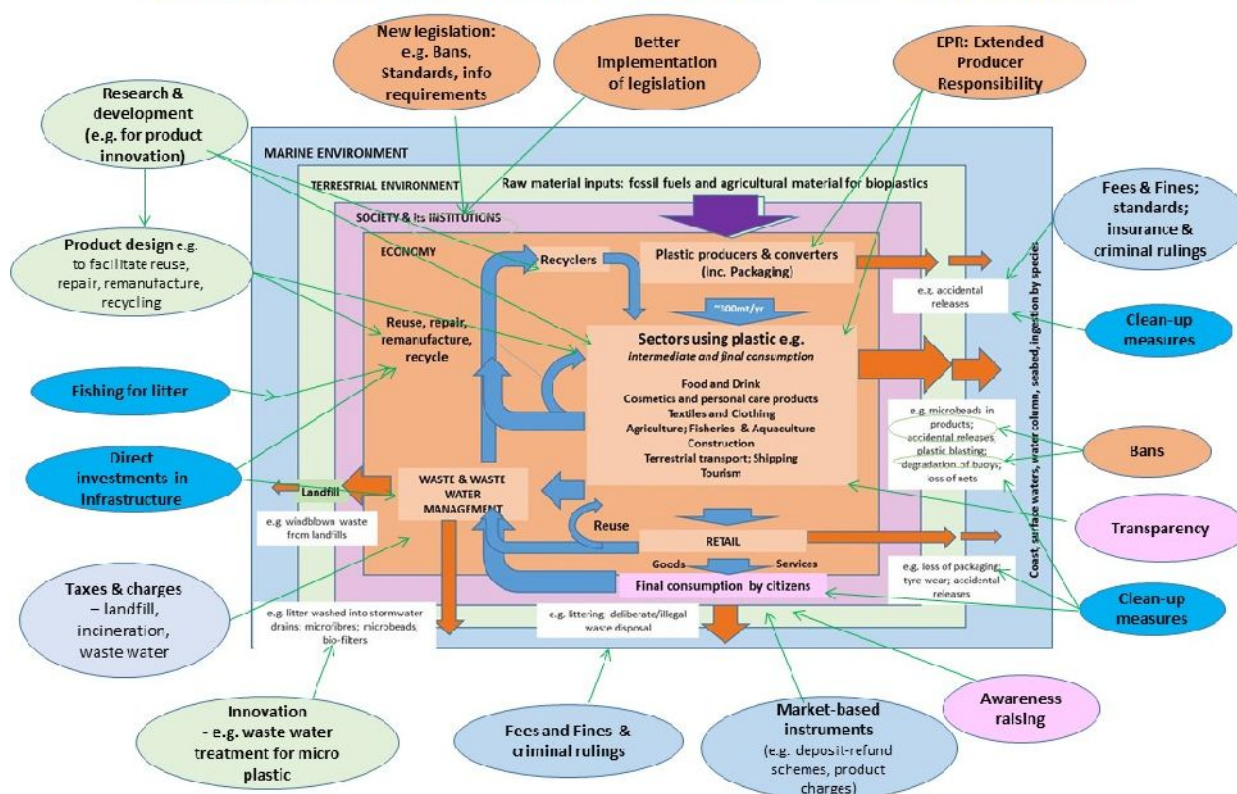 New legislation:
e.g. Bans,
Standards, info
requirements
Better
Implementation
of legislation
EPR: Extended
Producer
Responsibility
Research &
development
(e.g. for product
innovation)
MARINE ENVIRONMENT
TERRESTRIAL ENVIRONMENT
Raw material inputs: fossil fuels and agricultural material for bioplastics
SOCIETY & its INSTITUTIONS
ECONOMY
Fees & Fines;
standards;
insurance &
criminal rulings
Product design e.g.
to facilitate reuse,
repair, remanufacture,
recycling
Recyclers
Plastic producers & converters
(inc. Packaging)
e.g. accidental
releases
~300mt/yr
Clean-up
measures
Reuse, repair,
remanufacture,
recycle
Sectors using plastic e.g.
intermediate and final consumption
Food and Drink
Cosmetics and personal care products
Textiles and Clothing
Agriculture; Fisheries & Aquaculture
Construction
Terrestrial transport; Shipping
Tourism
Coast, surface waters, water column, seabed, ingestion by species
Fishing for litter
e.g. microbeads in
products;
accidental releases
plastic blasting;
degradation of buoys;
loss of nets
Bans
Direct
investments in
Infrastructure
Landfill
WASTE & WASTE
WATER
MANAGEMENT
e.g. windblown waste
from landfills
Reuse
RETAIL
Transparency
Goods
Services
Final consumption by citizens
e.g. loss of packaging;
tyre wear; accidental
releases
Taxes & charges
– landfill,
incineration,
waste water
e.g. litter washed into stormwater
drains; microfibres; microbeads;
bio-filters
e.g. littering; deliberate/illegal
waste disposal
Clean-up
measures
Innovation
- e.g. waste water
treatment for micro
plastic
Fees and Fines &
criminal rulings
Market-based
instruments
(e.g. deposit-refund
schemes, product
charges)
Awareness
raising